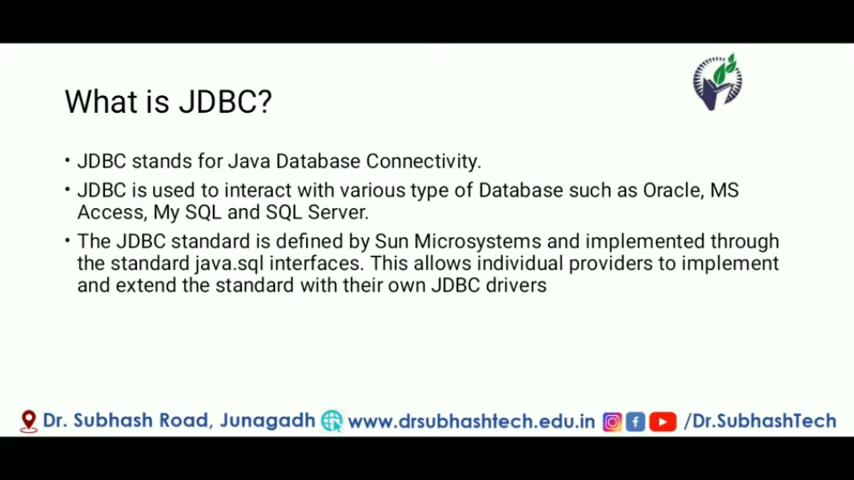 What is JDBC?
• JDBC stands for Java Database Connectivity.
• JDBC is used to interact with various type of Database such as Oracle, MS
Access, My SQL and SQL Server.
• The JDBC standard is defined by Sun Microsystems and implemented through
the standard java.sql interfaces. This allows individual providers to implement
and extend the standard with their own JDBC drivers
Dr. Subhash Road, Junagadh www.drsubhashtech.edu.in /Dr.SubhashTech